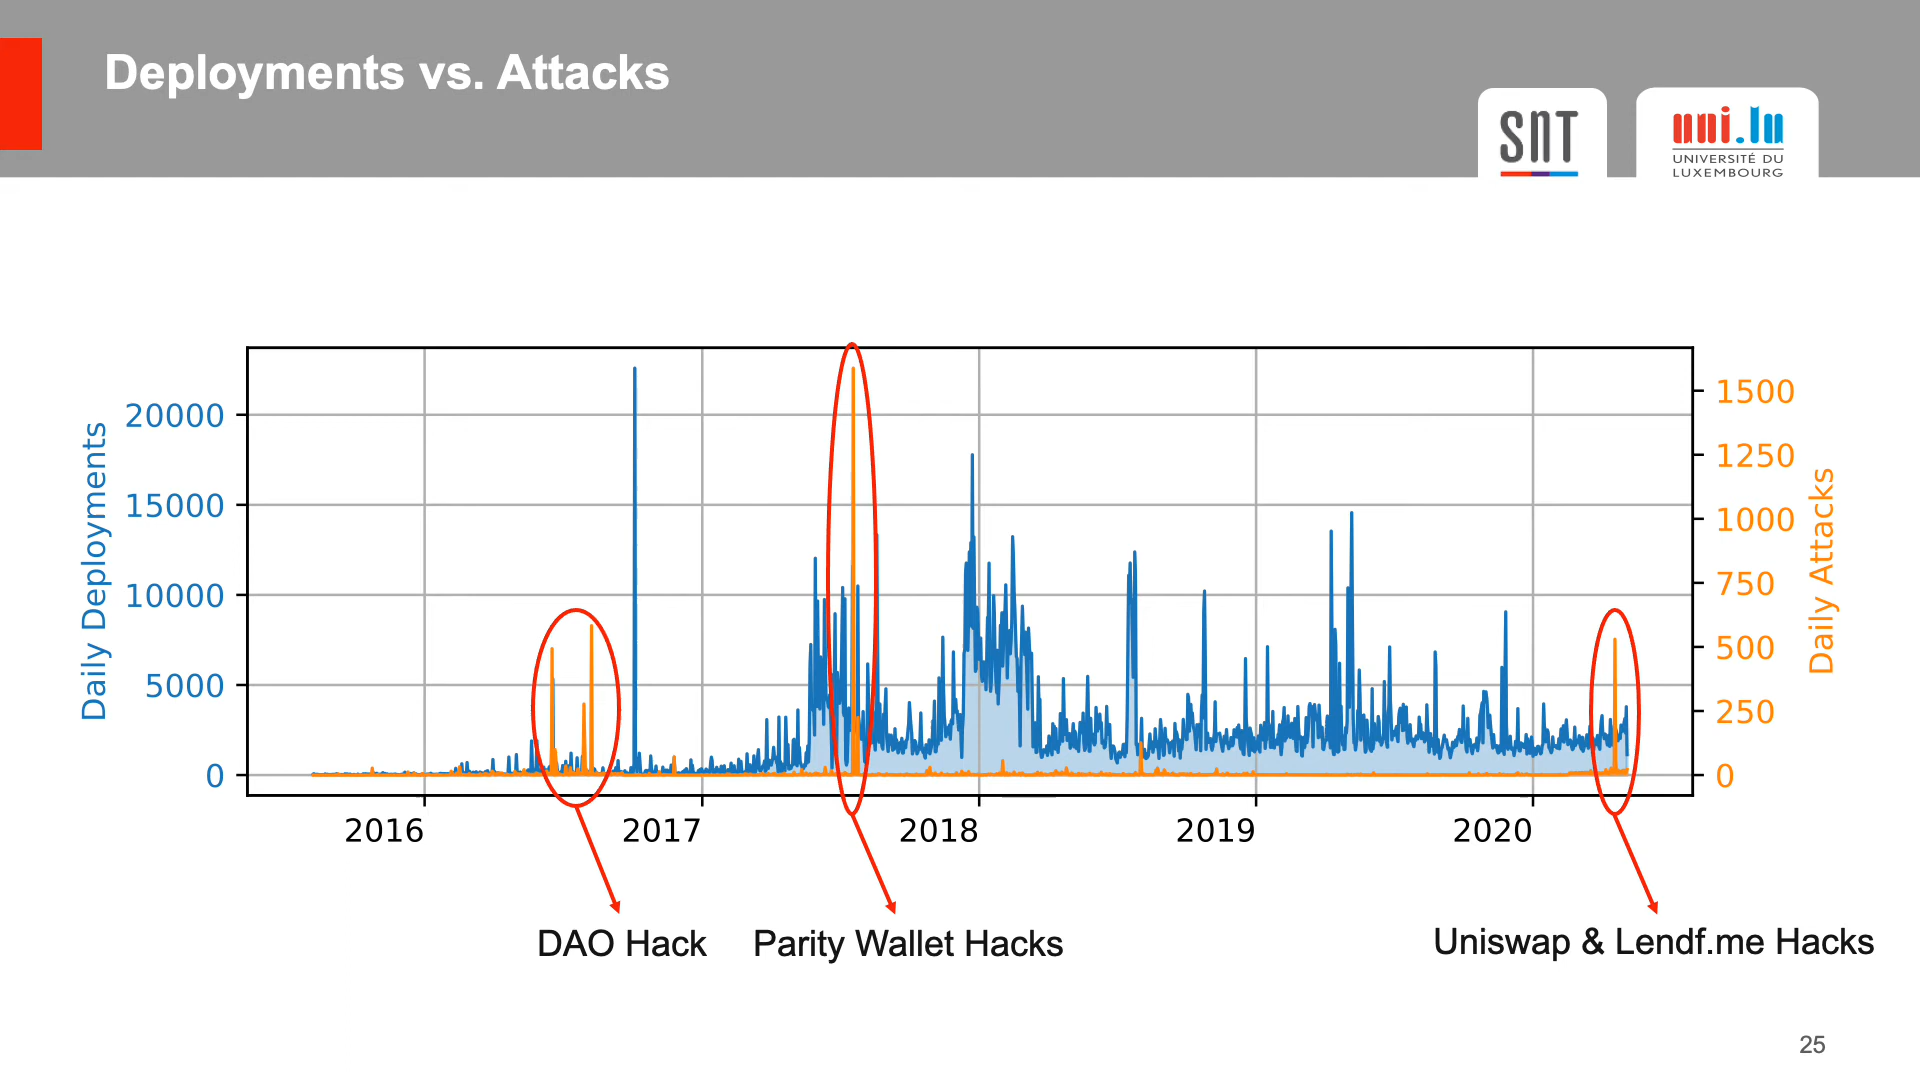 Deployments vs. Attacks
SNT
uni.lu
UNIVERSITÉ DU
LUXEMBOURG
Daily Deployments
20000
15000
10000
5000
0
1500
1250
1000
750
500
250
0
Daily Attacks
2016
2017
2018
2019
2020
DAO Hack
Parity Wallet Hacks
Uniswap & Lendf.me Hacks
25